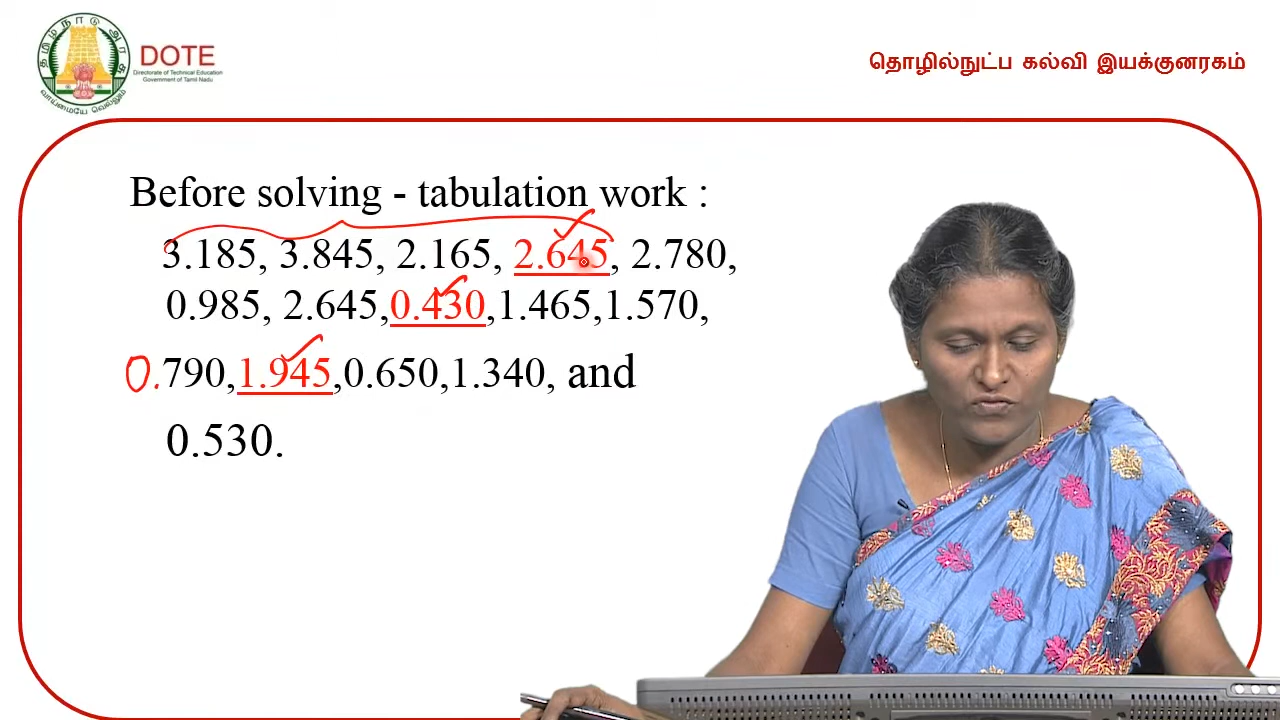 தமிழ்நாடு அரசு
வாய்மையே வெல்லும்
DOTE
Directorate of Technical Education
Government of Tamil Nadu
தொழில்நுட்ப கல்வி இயக்குனரகம்
Before solving - tabulation work :
3.185, 3.845, 2.165, 2.645, 2.780,
0.985, 2.645,0.430,1.465,1.570,
0.790,1.945,0.650,1.340, and
0.530.